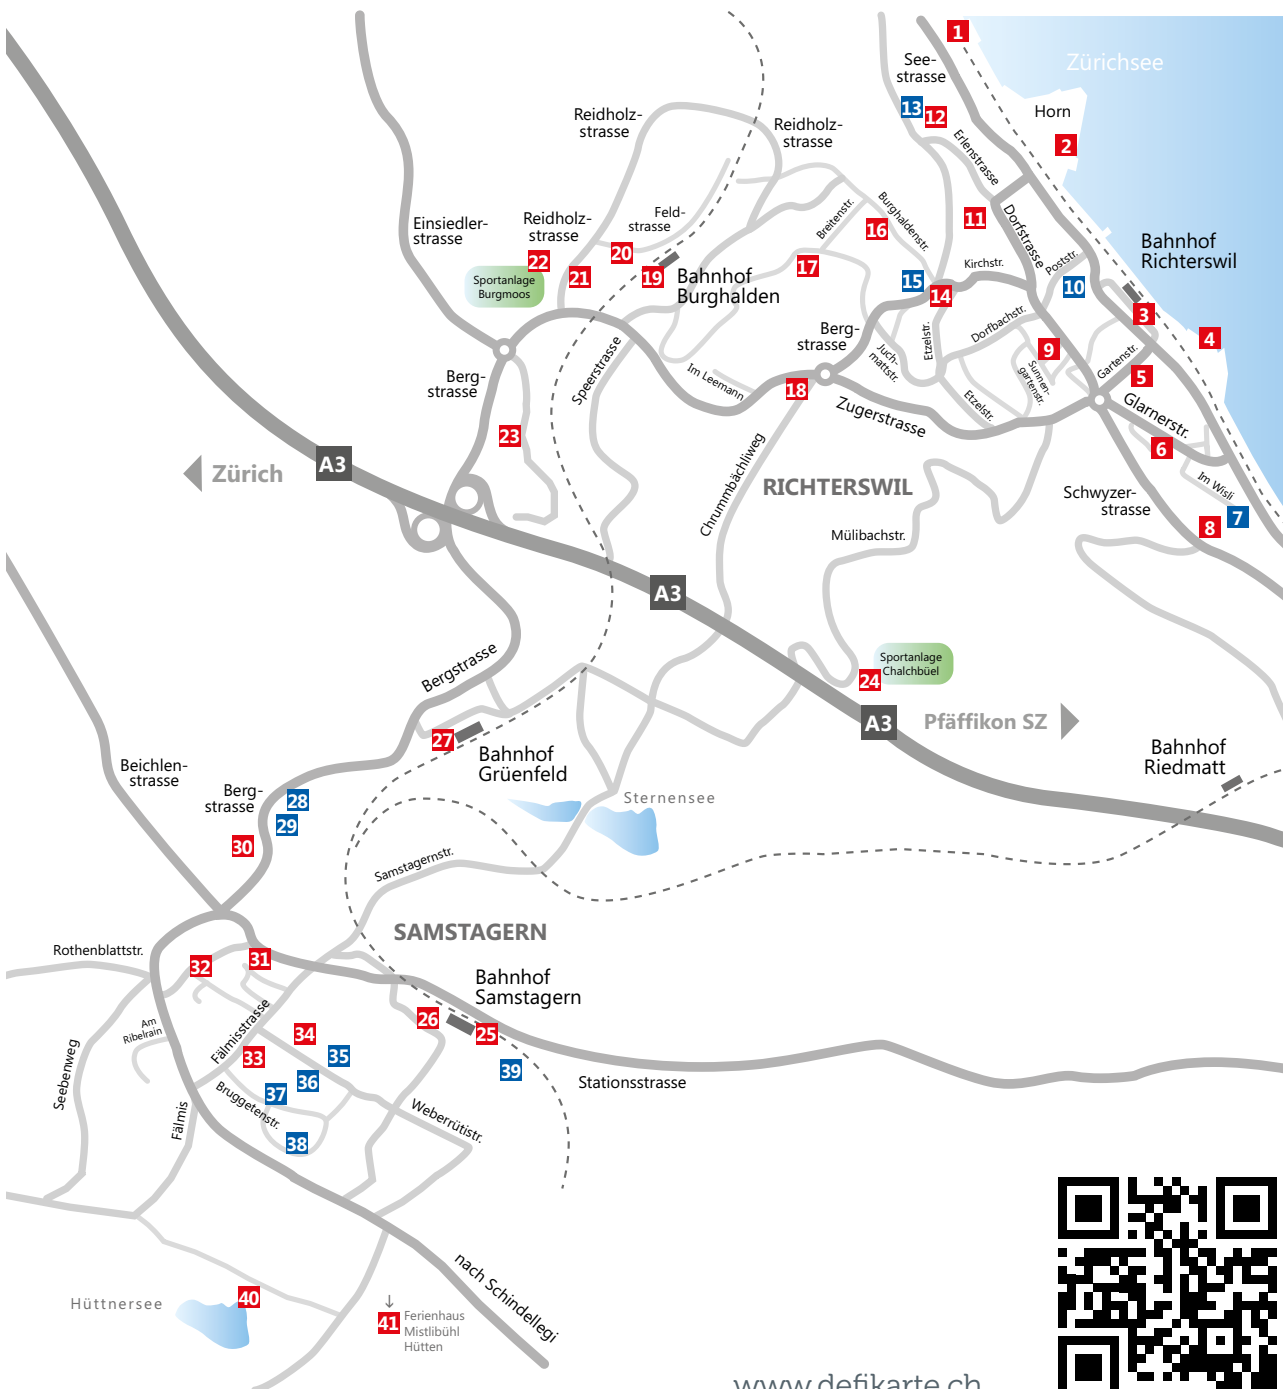 1
Zürichsee
See-
strasse
13
12
Horn
2
Reidholz-
strasse
Reidholz-
strasse
Erlenstrasse
Einsiedler-
strasse
Reidholz-
strasse
Feld-
strasse
Breitenstr.
Burghaldenstr.
16
11
Dorfstrasse
Bahnhof
Richterswil
22
20
21
19
Bahnhof
Burghalden
17
15
14
Kirchstr.
Poststr.
10
Sportanlage
Burgmoos
3
4
Berg-
strasse
Dorfbachstr.
Etzelstr.
Juch-
mattstr.
9
Sunnen-
gartenstr.
Gartenstr.
5
Berg-
strasse
Speerstrasse
Im Leemann
18
Zugerstrasse
Etzelstr.
Glarnerstr.
23
6
A3
Zürich
Chrummbächliweg
RICHTERSWIL
Schwyzer-
strasse
Im Wisli
7
8
Mülibachstr.
A3
Bergstrasse
Sportanlage
Chalchbüel
24
A3
Pfäffikon SZ
27
Bahnhof
Grüenfeld
Bahnhof
Riedmatt
Beichlen-
strasse
Berg-
strasse
28
29
30
Sternensee
Samstagernstr.
SAMSTAGERN
Rothenblattstr.
32
31
Bahnhof
Samstagern
Am
Ribelrain
Fälmisstrasse
26
25
34
33
35
39
Seebenweg
36
37
Stationsstrasse
Bruggetenstr.
Fälmis
Weberrütistr.
38
nach Schindellegi
Hüttnersee
40
↓
41
Ferienhaus
Mistlibühl
Hütten
www.defikarte.ch